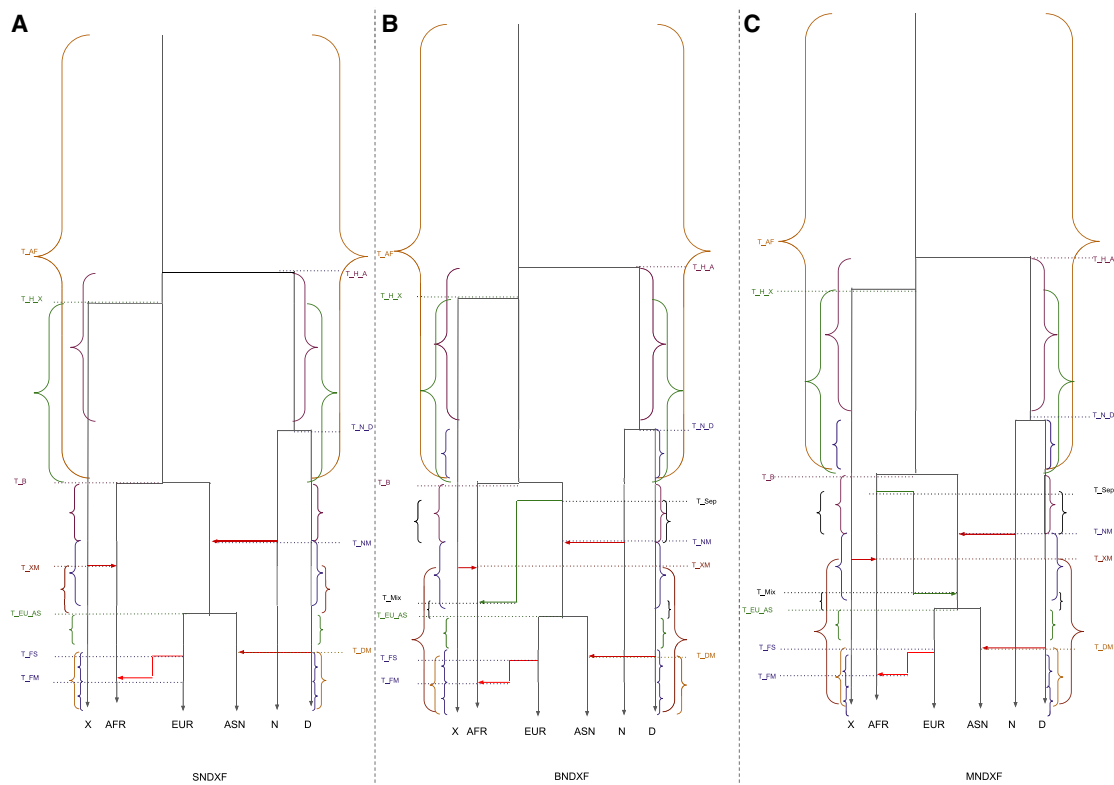 A
T_AF
T_H_A
T_H_X
T_N_D
T_B
T_NM
T_XM
T_EU_AS
T_FS
T_DM
T_FM
X AFR EUR ASN N D
SNDXF
B
T_AF
T_H_A
T_H_X
T_N_D
T_B
T_Sep
T_NM
T_XM
T_Mix
T_EU_AS
T_FS
T_DM
T_FM
X AFR EUR ASN N D
BNDXF
C
T_AF
T_H_A
T_H_X
T_N_D
T_B
T_Sep
T_NM
T_XM
T_Mix
T_EU_AS
T_FS
T_DM
T_FM
X AFR EUR ASN N D
MNDXF